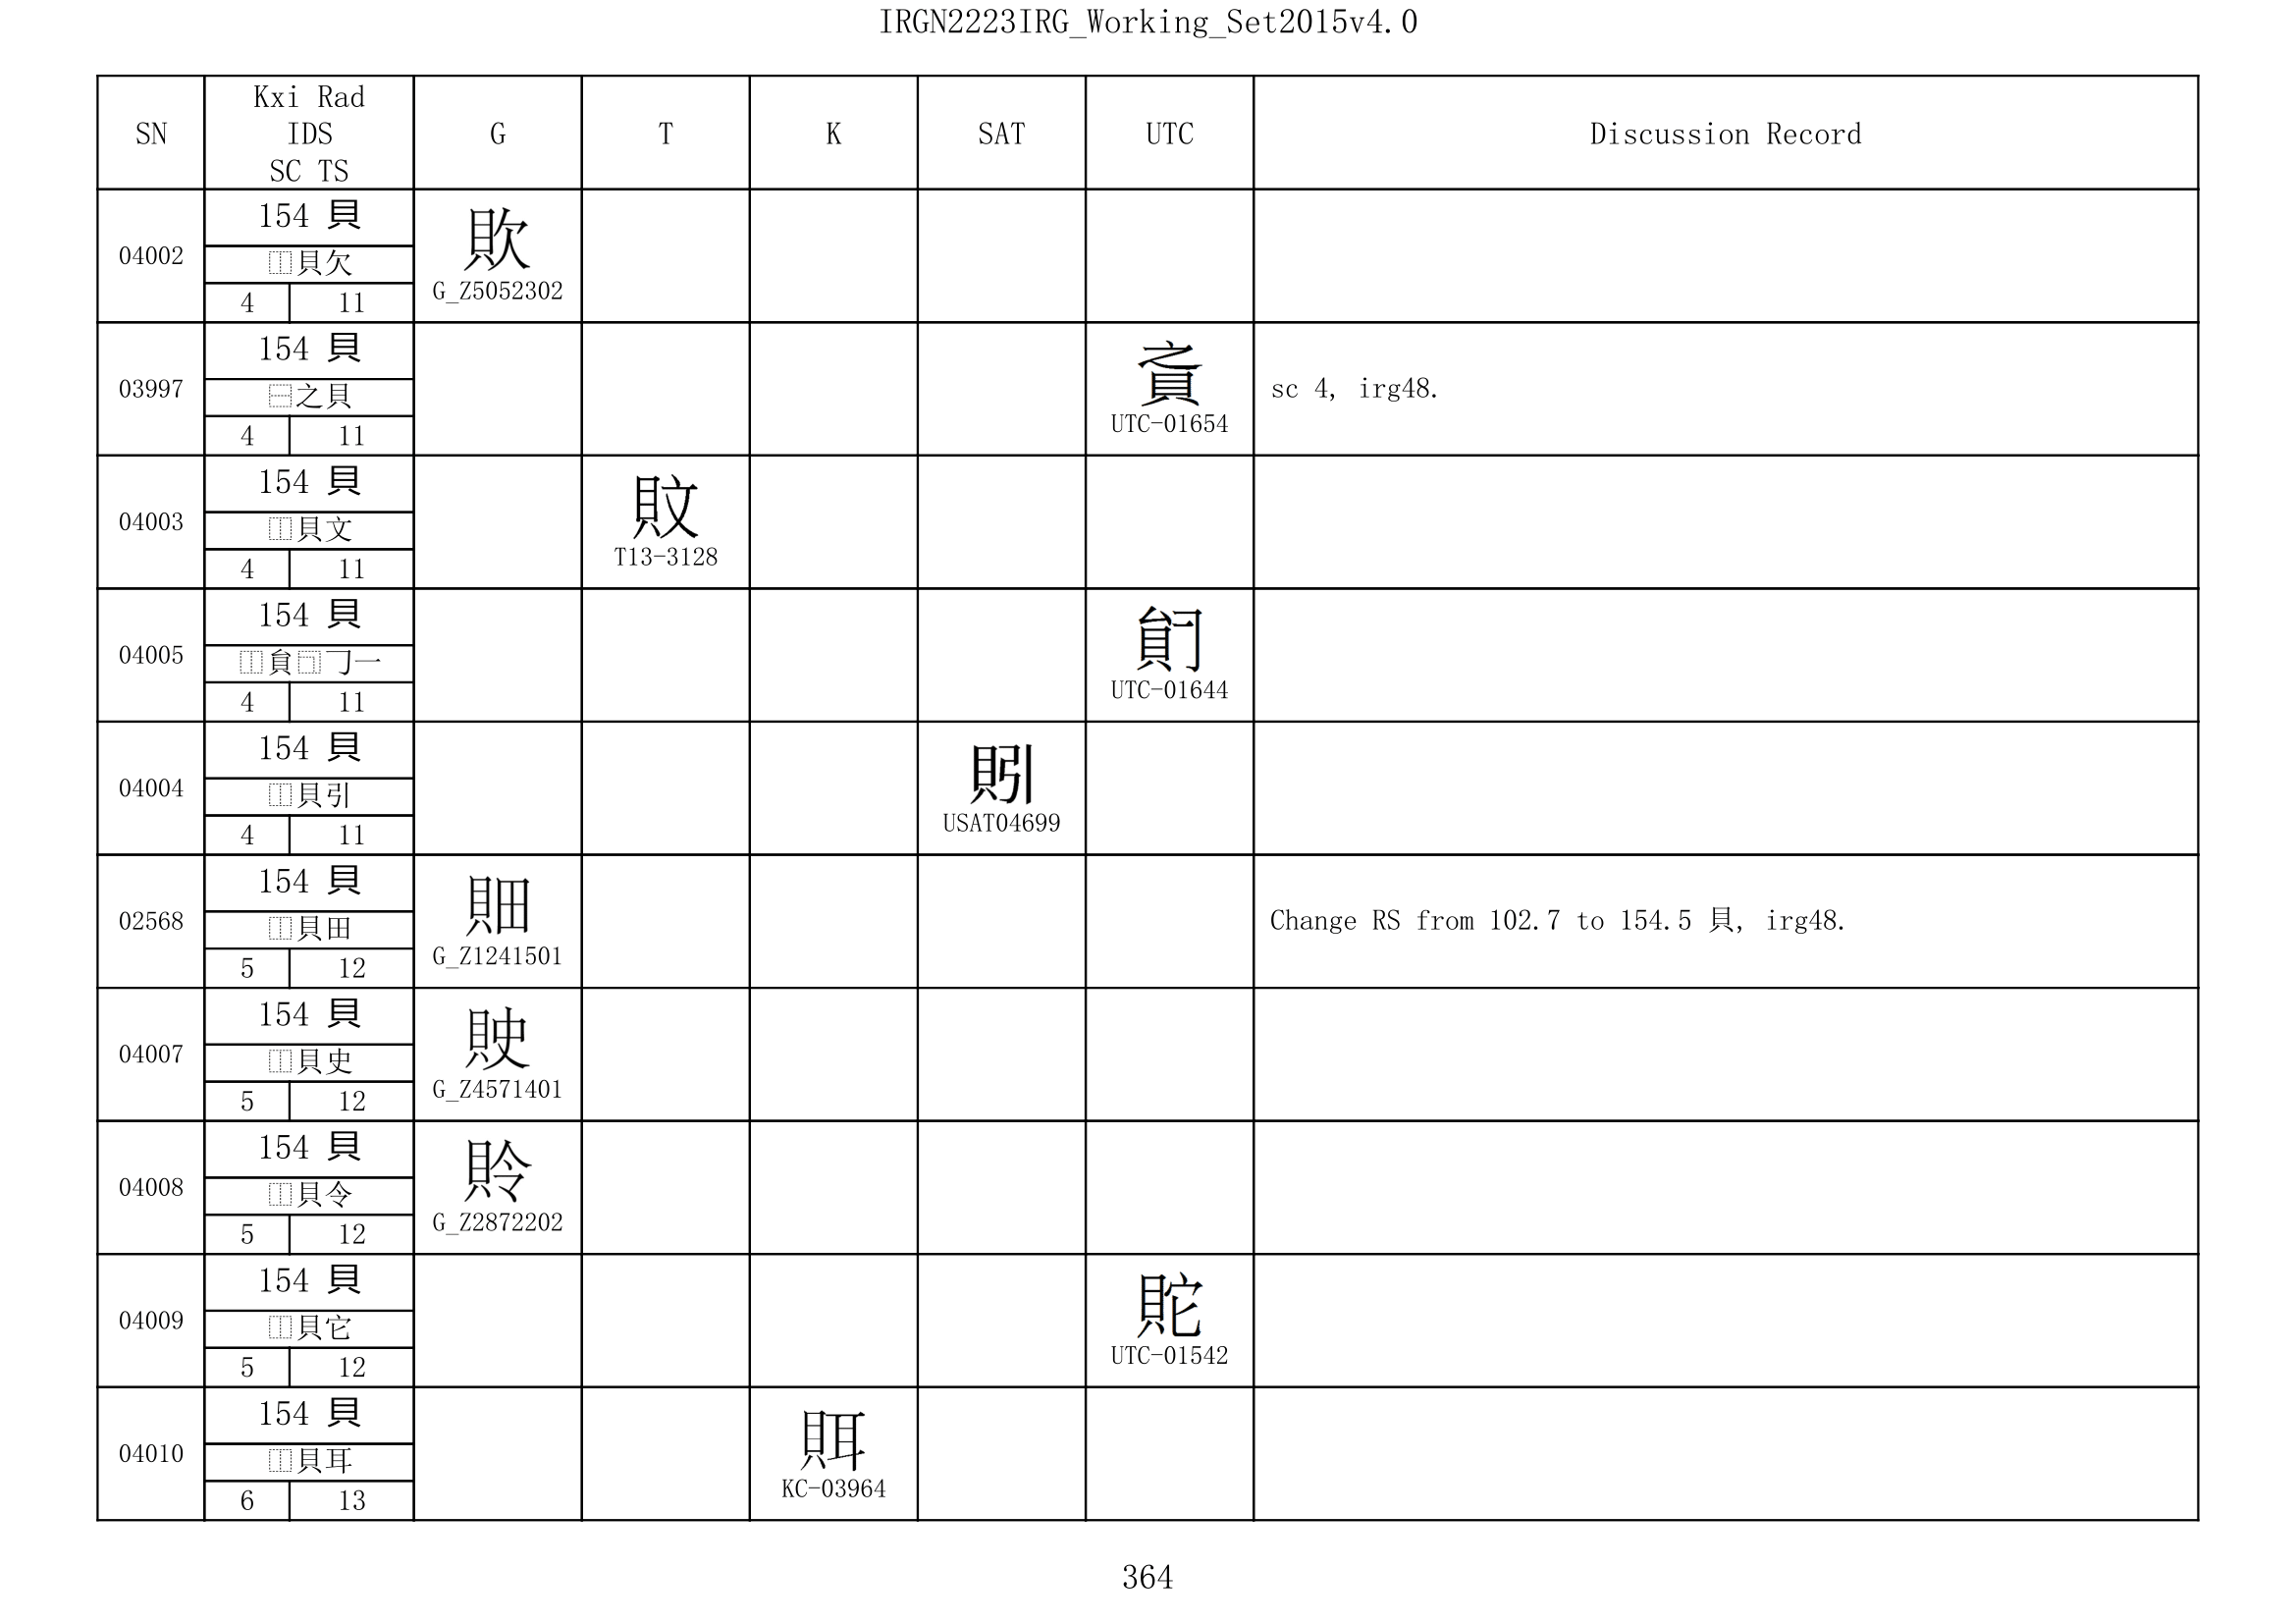 IRGN2223IRG_Working_Set2015v4.0
SN
Kxi Rad
IDS
SC TS
G
T
K
SAT
UTC
Discussion Record
04002
154 貝
⿰貝欠
4 11
G_Z5052302
03997
154 貝
⿱之貝
4 11
UTC-01654
sc 4, irg48.
04003
154 貝
⿰貝文
4 11
T13-3128
04005
154 貝
⿰貟⿵㇆一
4 11
UTC-01644
04004
154 貝
⿰貝引
4 11
USAT04699
02568
154 貝
⿰貝田
5 12
G_Z1241501
Change RS from 102.7 to 154.5 貝, irg48.
04007
154 貝
⿰貝史
5 12
G_Z4571401
04008
154 貝
⿰貝令
5 12
G_Z2872202
04009
154 貝
⿰貝它
5 12
UTC-01542
04010
154 貝
⿰貝耳
6 13
KC-03964
364